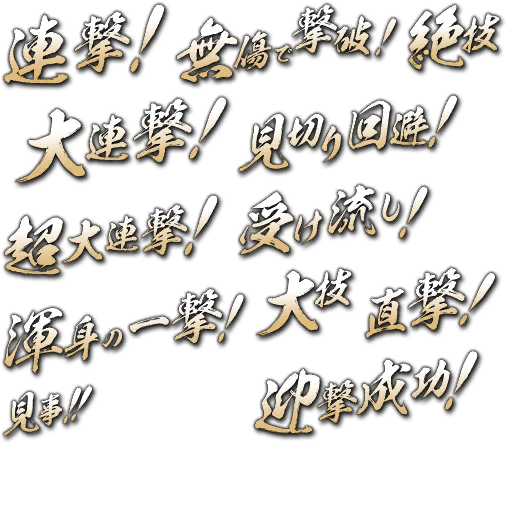 連撃!
無傷で撃破!
絶技
大連撃!
見切り回避!
超大連撃!
受け流し!
大技
直撃!
渾身の一撃!
見事!!
迎撃成功!